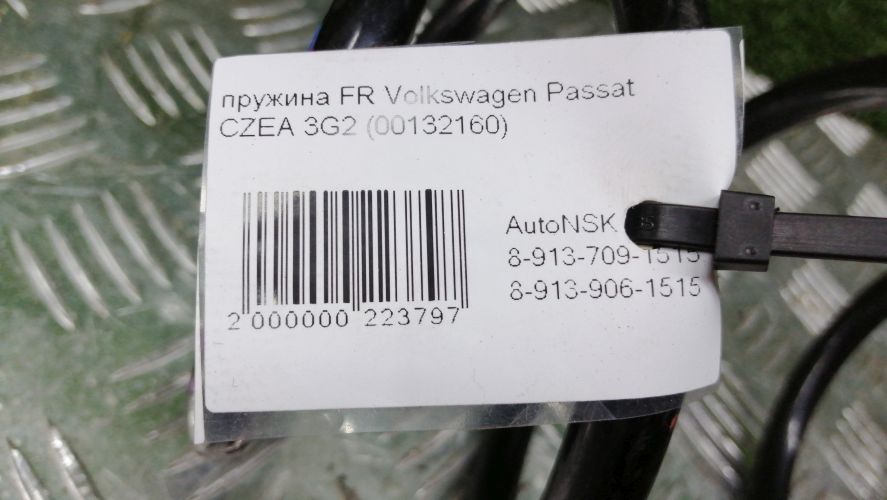 пружина FR Volkswagen Passat
CZEA 3G2 (00132160)
AutoNSK
8-913-709-1515
8-913-906-1515
2 000000 223797